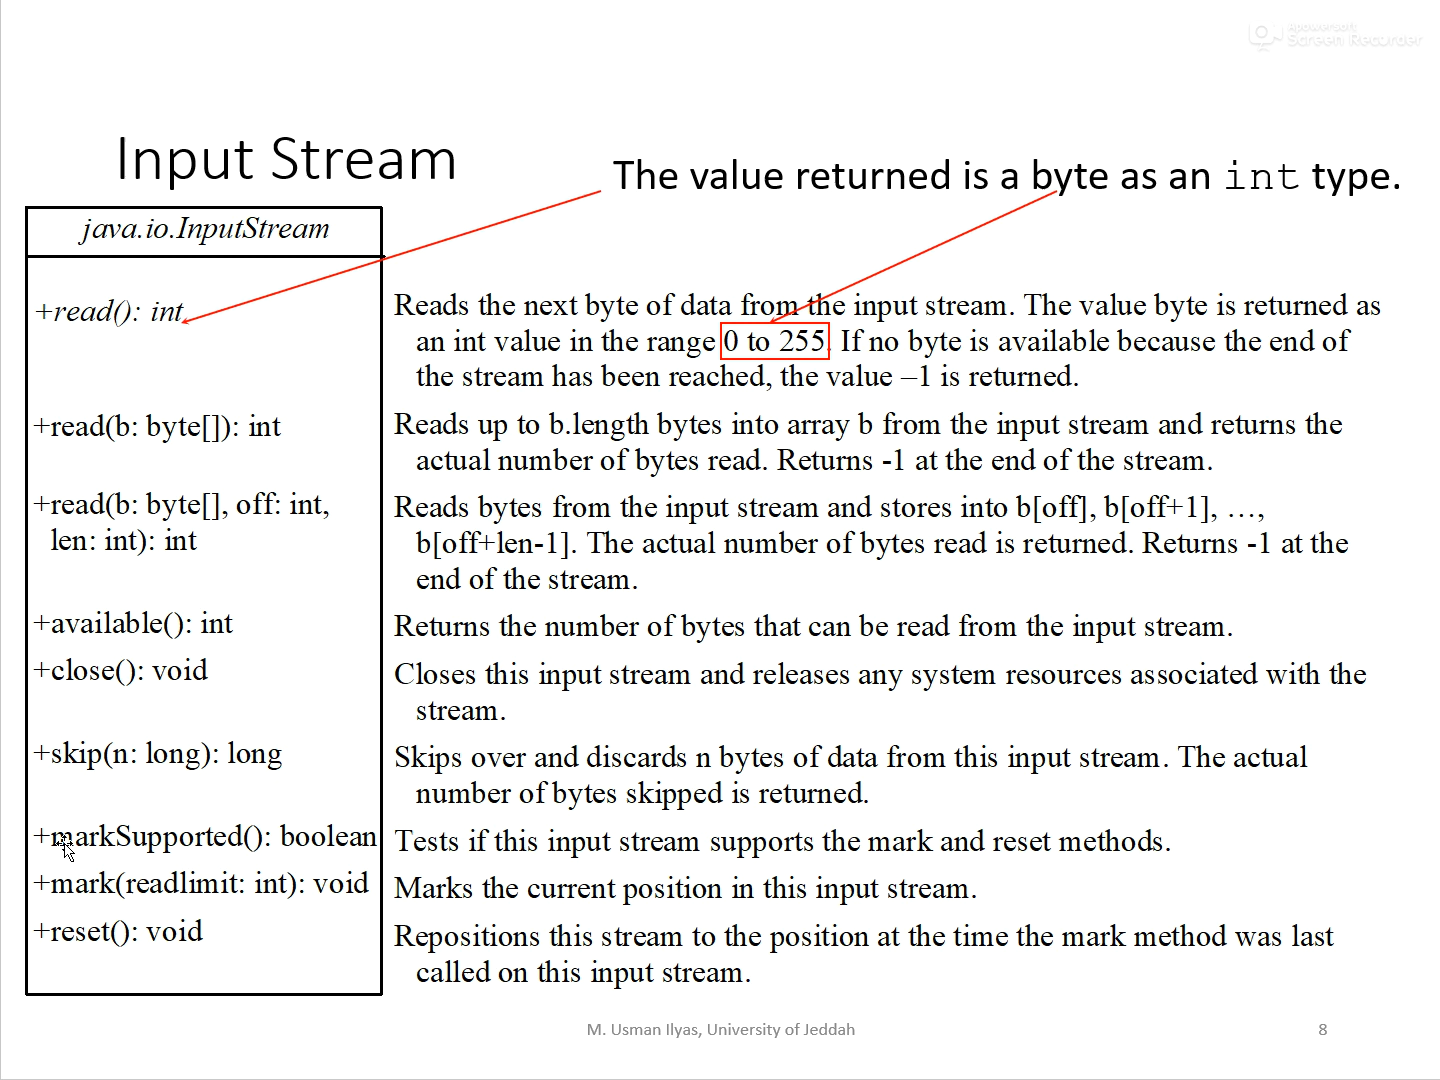 Apowersoft
Screen Recorder
Input Stream
The value returned is a byte as an int type.
java.io.InputStream
+read(): int
Reads the next byte of data from the input stream. The value byte is returned as
an int value in the range 0 to 255. If no byte is available because the end of
the stream has been reached, the value –1 is returned.
+read(b: byte[]): int
Reads up to b.length bytes into array b from the input stream and returns the
actual number of bytes read. Returns -1 at the end of the stream.
+read(b: byte[], off: int,
len: int): int
Reads bytes from the input stream and stores into b[off], b[off+1], …,
b[off+len-1]. The actual number of bytes read is returned. Returns -1 at the
end of the stream.
+available(): int
Returns the number of bytes that can be read from the input stream.
+close(): void
Closes this input stream and releases any system resources associated with the
stream.
+skip(n: long): long
Skips over and discards n bytes of data from this input stream. The actual
number of bytes skipped is returned.
+markSupported(): boolean
Tests if this input stream supports the mark and reset methods.
+mark(readlimit: int): void
Marks the current position in this input stream.
+reset(): void
Repositions this stream to the position at the time the mark method was last
called on this input stream.
M. Usman Ilyas, University of Jeddah
8